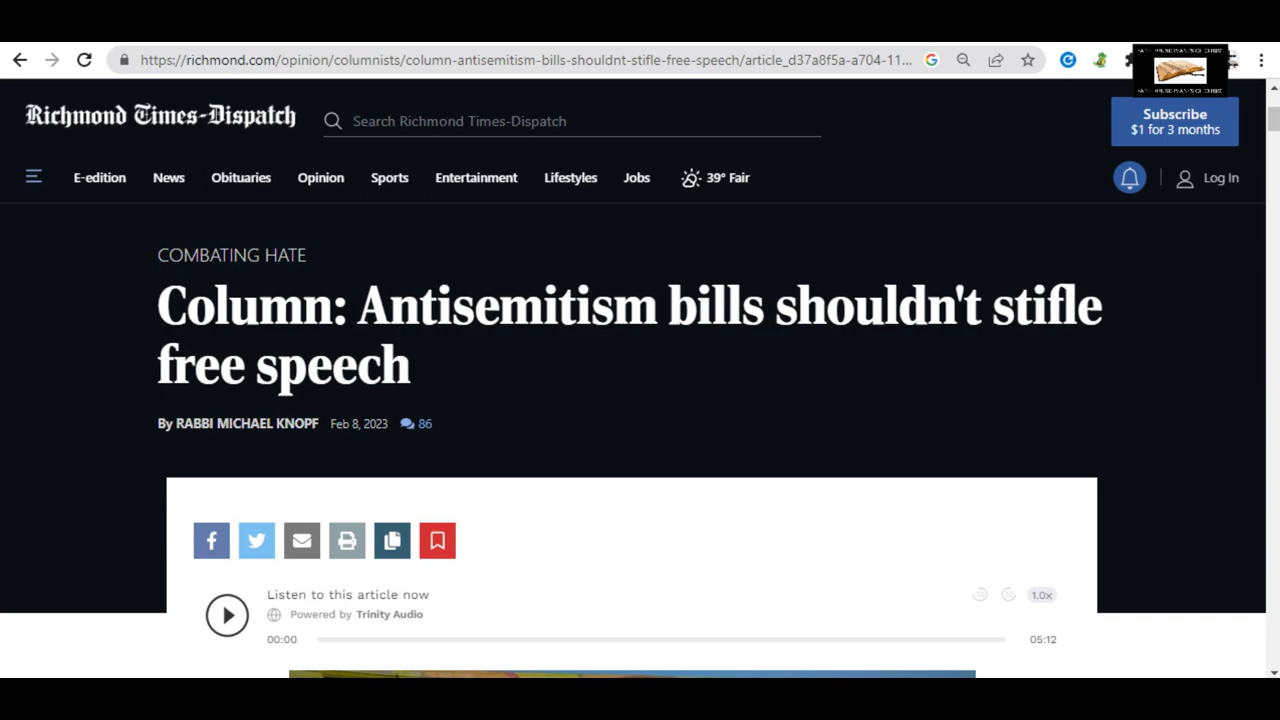 https://richmond.com/opinion/columnists/column-antisemitism-bills-shouldnt-stifle-free-speech/article_d37a8f5a-a704-11...
Richmond Times-Dispatch
Search Richmond Times-Dispatch
Subscribe
$1 for 3 months
E-edition News Obituaries Opinion Sports Entertainment Lifestyles Jobs 39° Fair
Log In
COMBATING HATE
Column: Antisemitism bills shouldn't stifle
free speech
By RABBI MICHAEL KNOPF Feb 8, 2023 86
Listen to this article now
1.0x
Powered by Trinity Audio
00:00 05:12